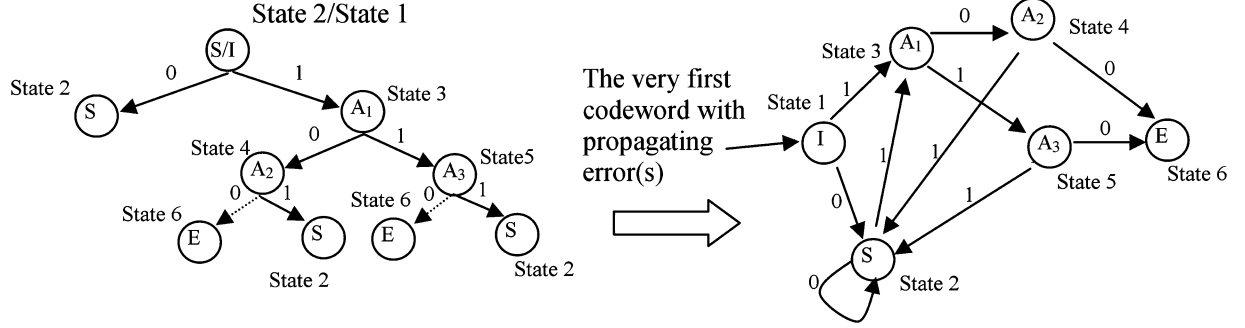 State 2/State 1
S/I
0
1
State 2
S
A1
State 3
0
1
State 4
A2
A3
State5
0
1
0
1
State 6
E
S
State 6
E
S
State 2
State 2
The very first
codeword with
propagating
error(s)
State 1
I
1
0
State 3
A1
0
A2
State 4
1
0
1
1
A3
0
E
State 5
State 6
1
S
State 2
0